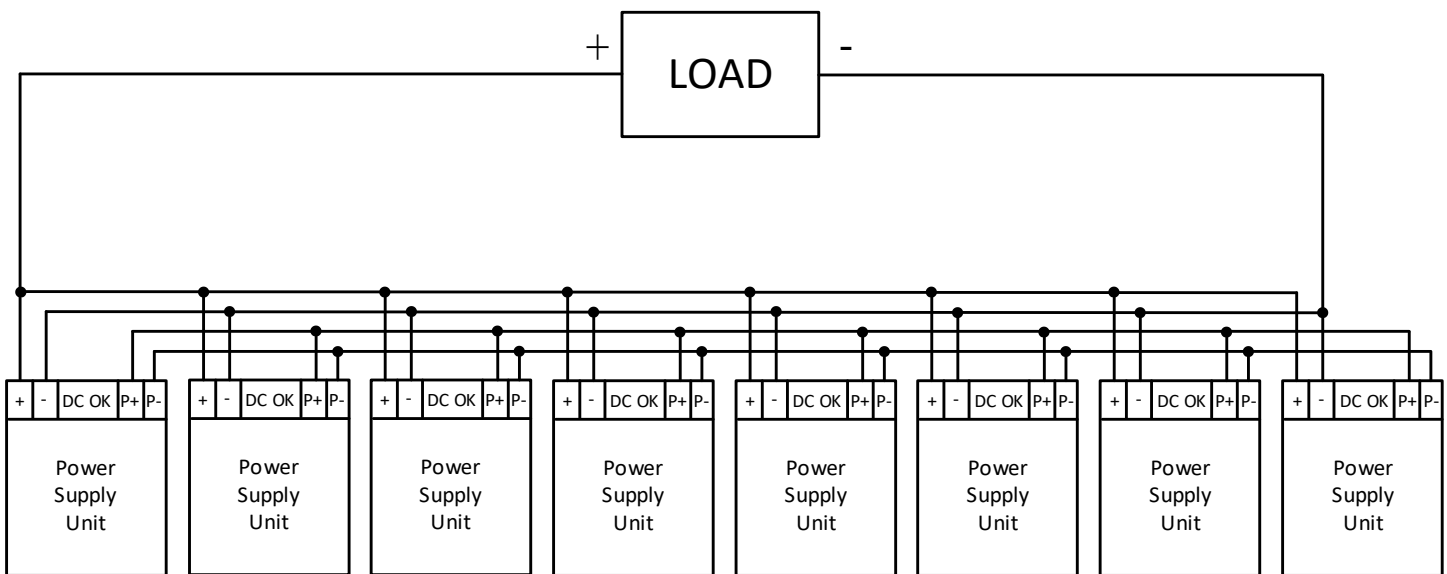 + LOAD -
+ - DC OK P+ P- + - DC OK P+ P- + - DC OK P+ P- + - DC OK P+ P- + - DC OK P+ P- + - DC OK P+ P- + - DC OK P+ P- + - DC OK P+ P-
Power
Supply
Unit
Power
Supply
Unit
Power
Supply
Unit
Power
Supply
Unit
Power
Supply
Unit
Power
Supply
Unit
Power
Supply
Unit
Power
Supply
Unit